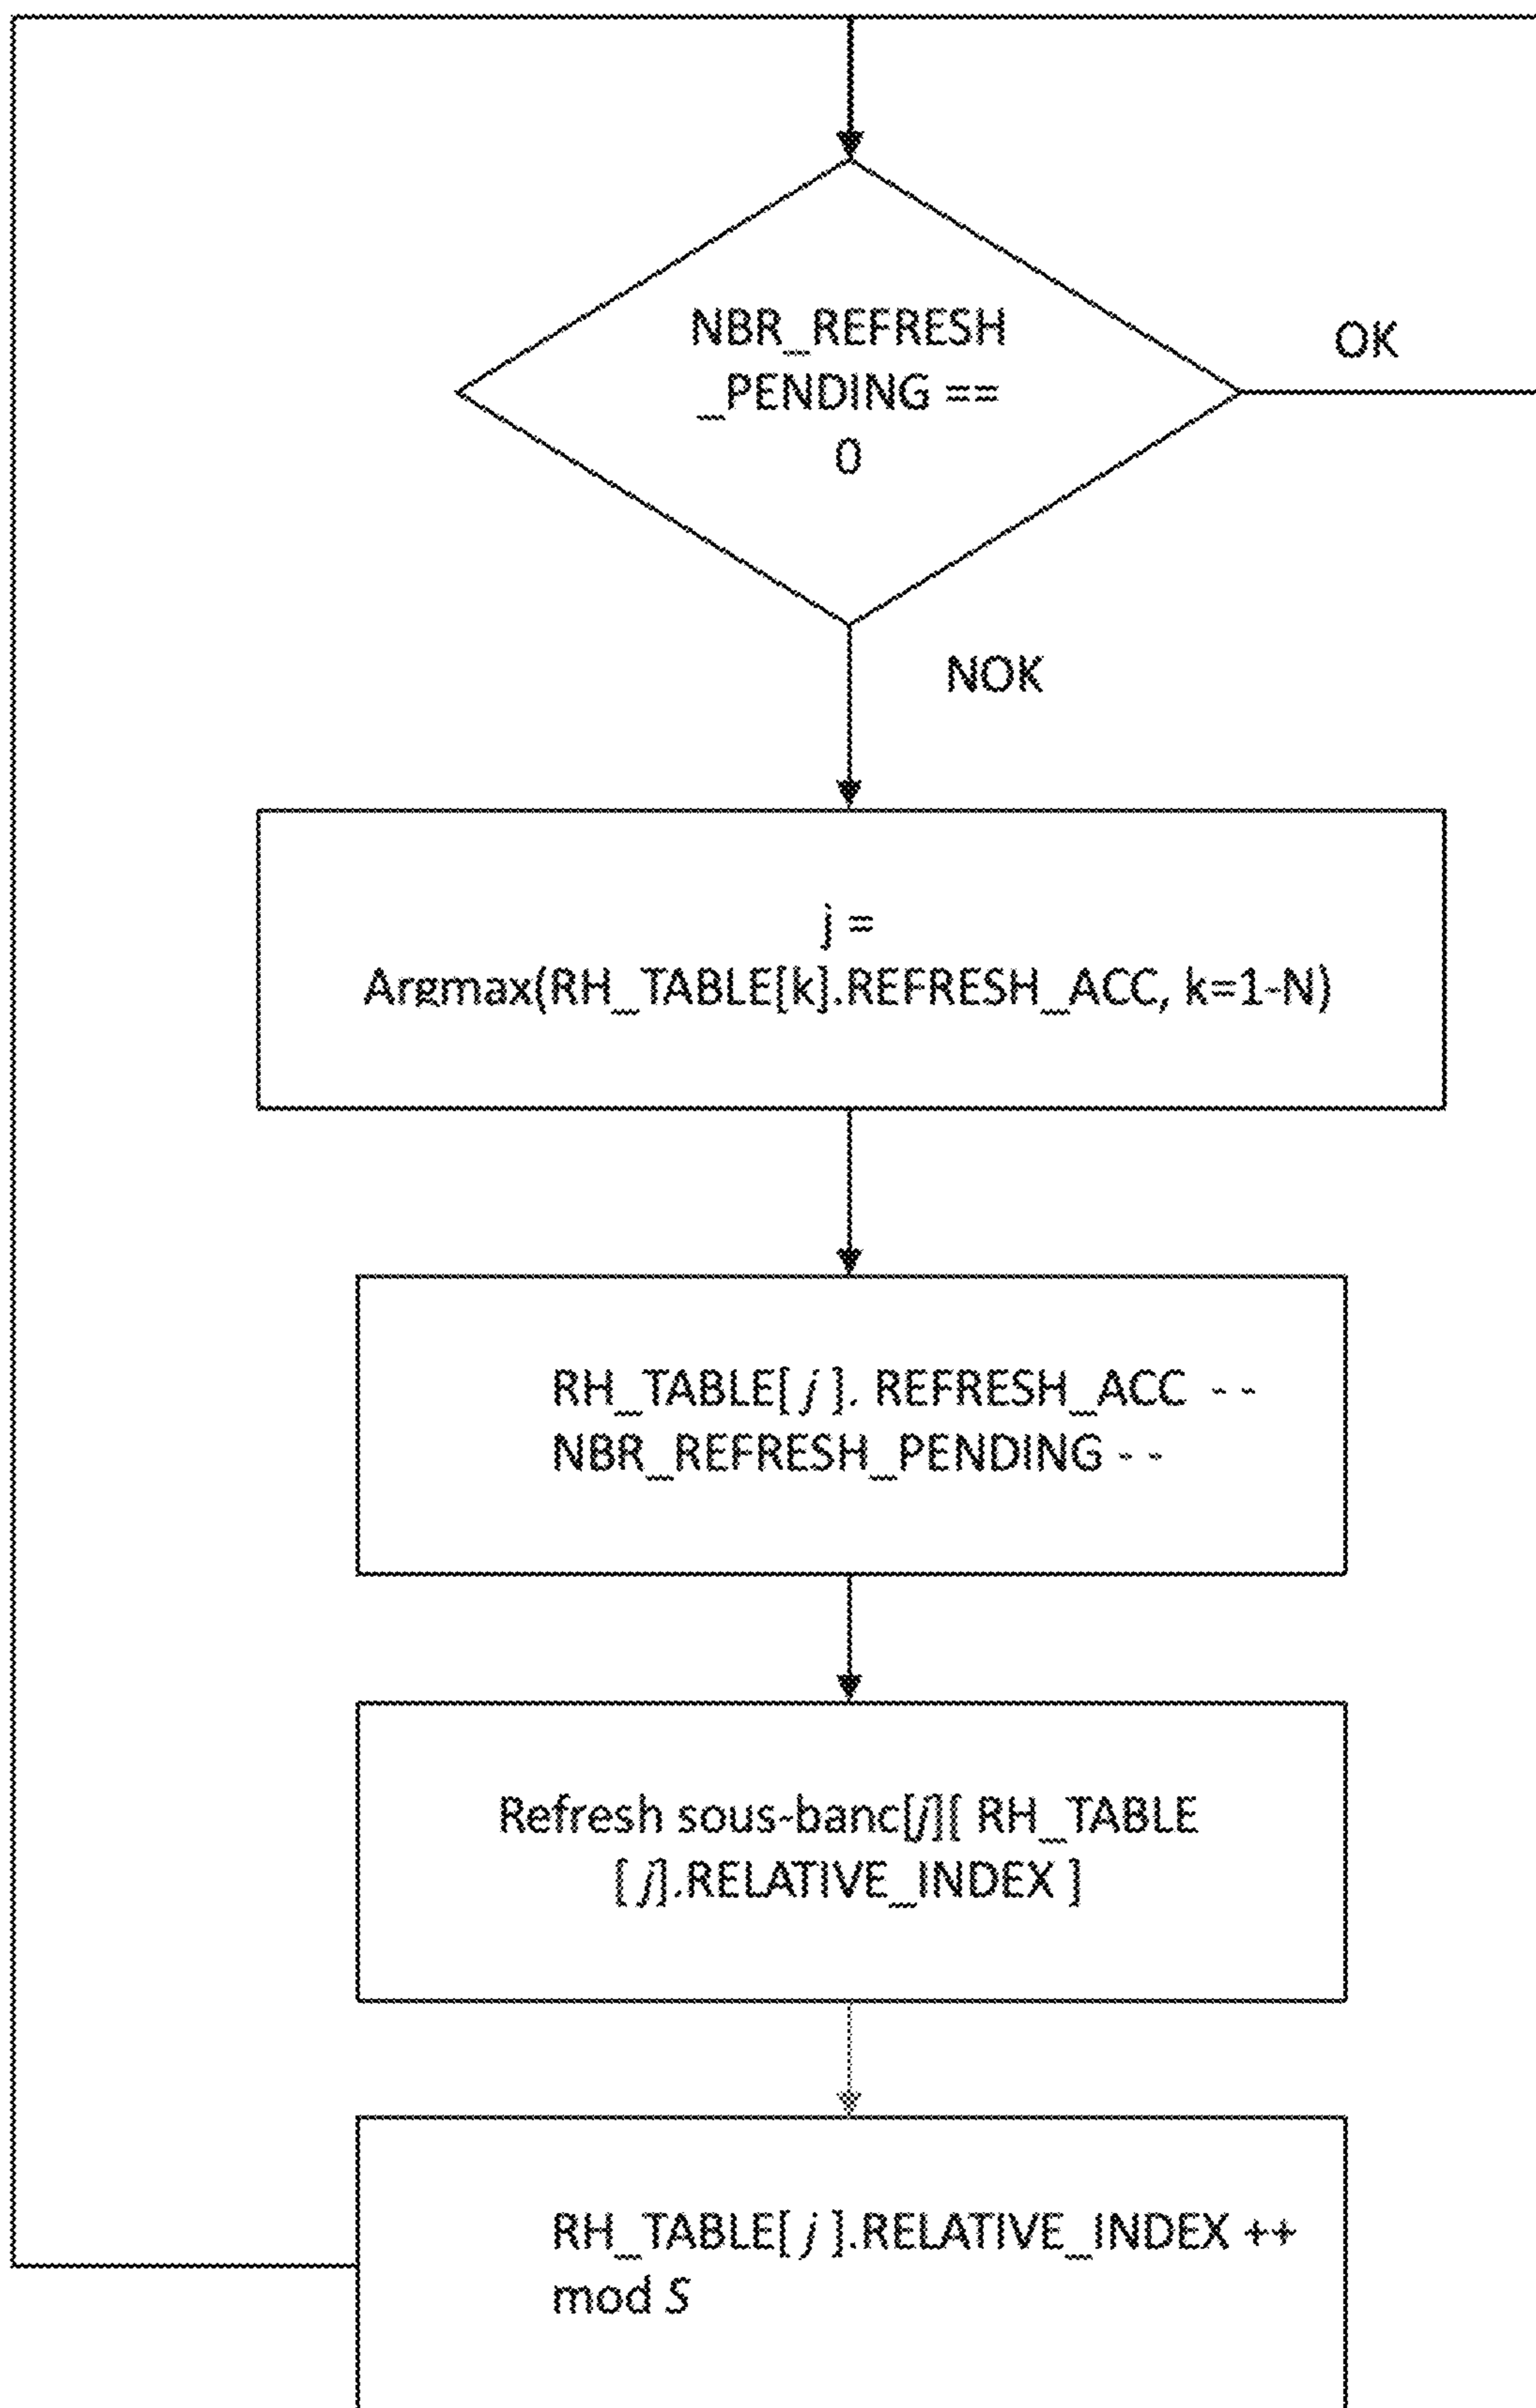 NBR_REFRESH
_PENDING ==
0
OK
NOK
j =
Argmax(RH_TABLE[k].REFRESH_ACC, k=1-N)
RH_TABLE[ j ]. REFRESH_ACC - -
NBR_REFRESH_PENDING - -
Refresh sous-banc[j][ RH_TABLE
[ j].RELATIVE_INDEX ]
RH_TABLE[ j ].RELATIVE_INDEX ++
mod S